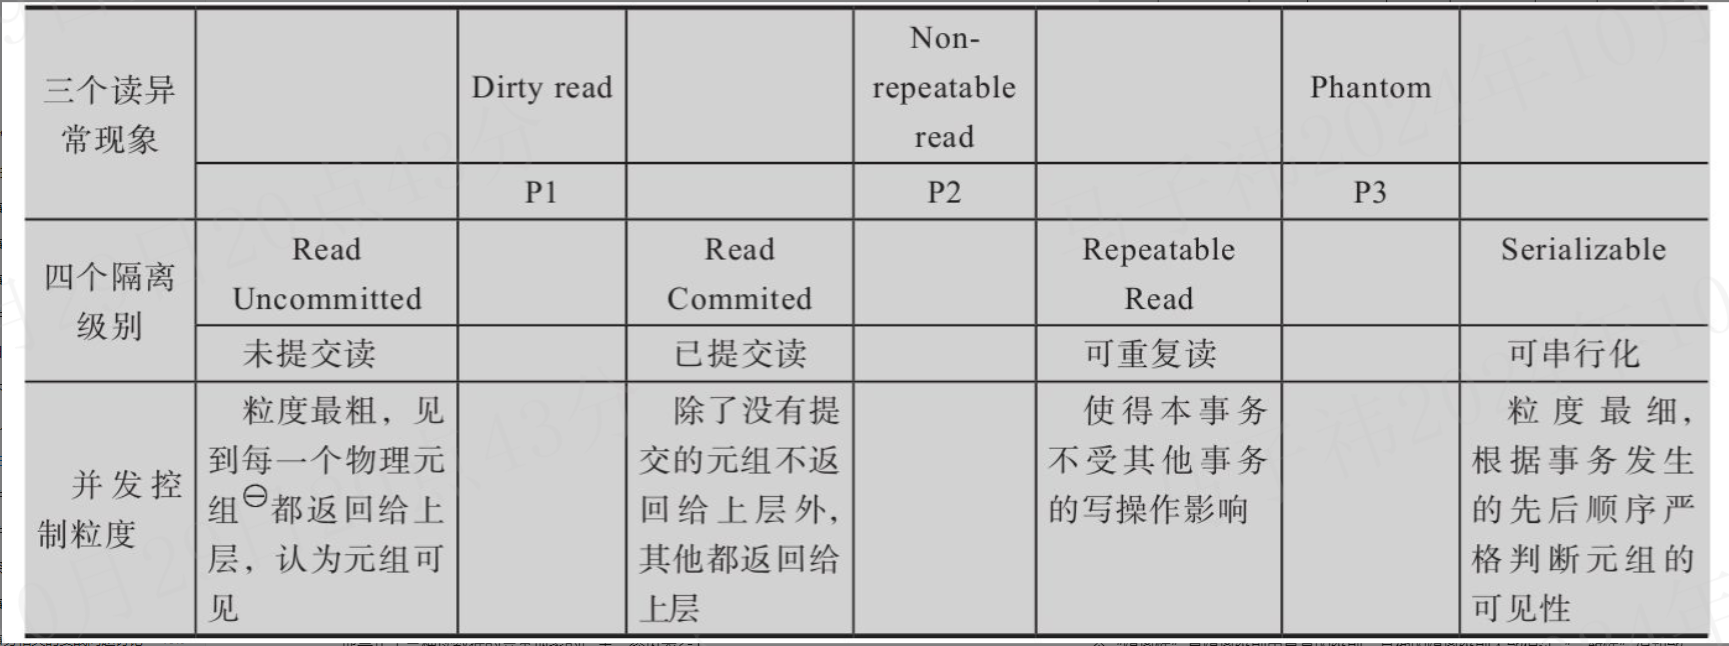 三个读异
常现象
Dirty read
Non-
repeatable
read
Phantom
P1
P2
P3
四个隔离
级别
Read
Uncommitted
Read
Commited
Repeatable
Read
Serializable
未提交读
已提交读
可重复读
可串行化
并发控
制粒度
粒度最粗，见
到每一个物理元
组㊀都返回给上
层，认为元组可
见
除了没有提
交的元组不返
回给上层外，
其他都返回给
上层
使得本事务
不受其他事务
的写操作影响
粒度最细，
根据事务发生
的先后顺序严
格判断元组的
可见性